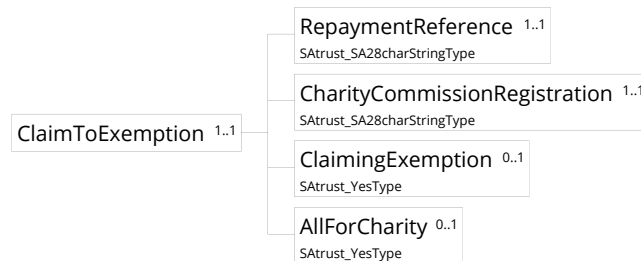 RepaymentReference 1..1
SAtrust_SA28charStringType
CharityCommissionRegistration 1..1
SAtrust_SA28charStringType
ClaimToExemption 1..1
ClaimingExemption 0..1
SAtrust_YesType
AllForCharity 0..1
SAtrust_YesType